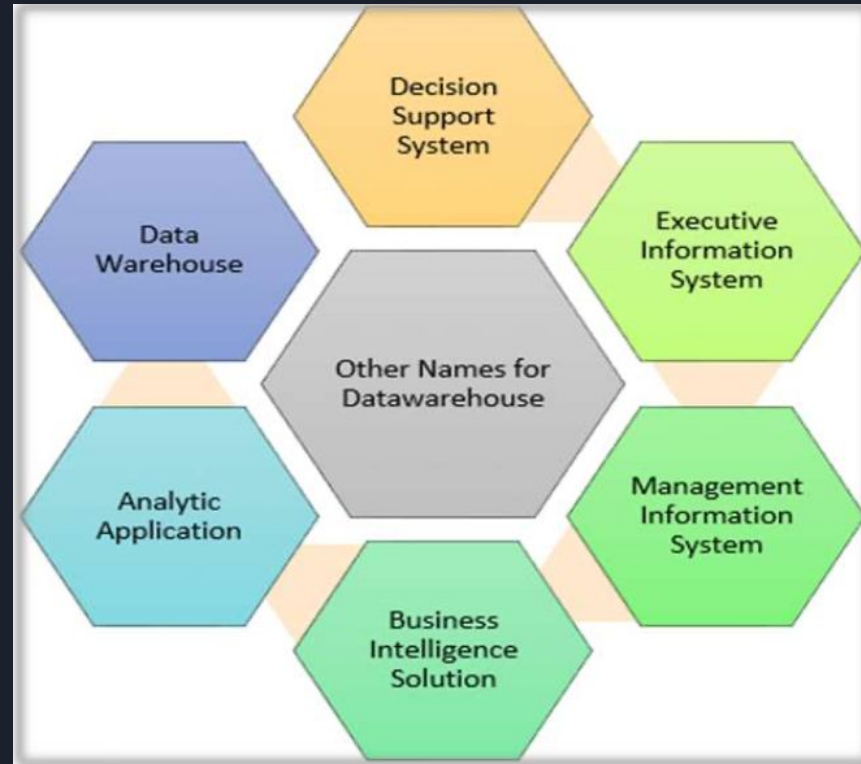 Decision
Support
System
Executive
Information
System
Management
Information
System
Business
Intelligence
Solution
Analytic
Application
Data
Warehouse
Other Names for
Datawarehouse